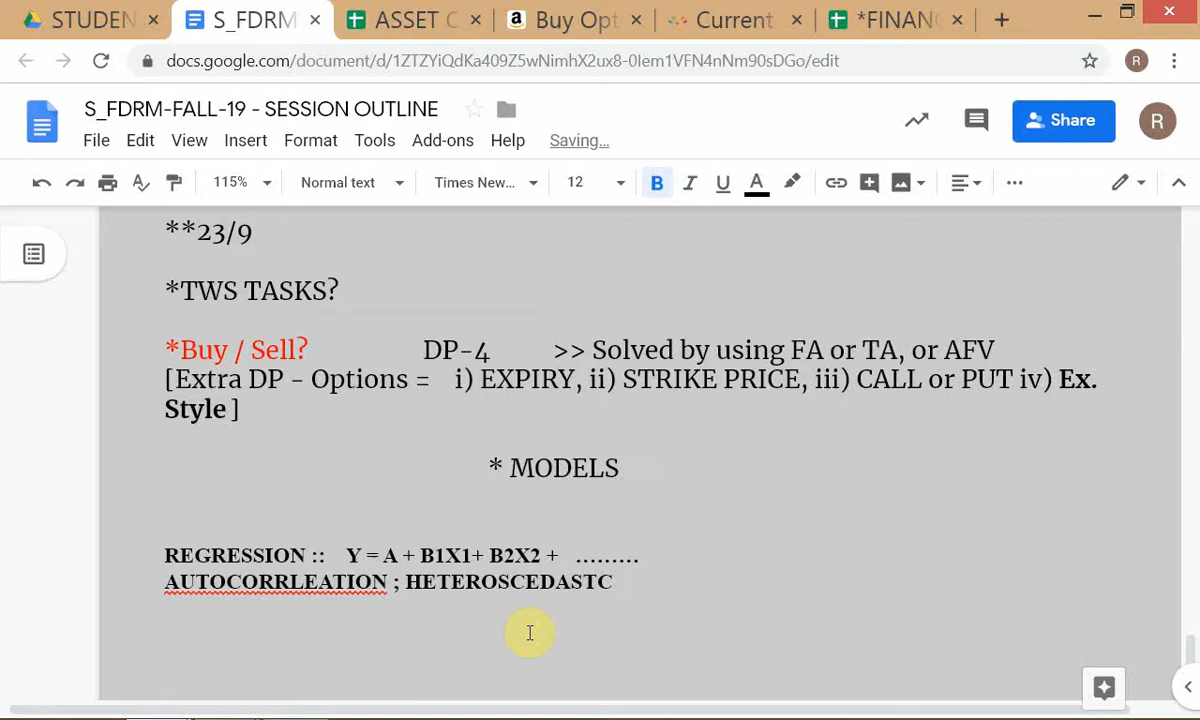 STUDEN
S_FDRM
ASSET C
Buy Opt
Current
*FINAN
docs.google.com/document/d/1ZTZYiQdKa409Z5wNimhX2ux8-0lem1VFN4nNm90sDGo/edit
R
S_FDRM-FALL-19 - SESSION OUTLINE
File Edit View Insert Format Tools Add-ons Help Saving...
Share
R
115% Normal text Times New... 12 B I U A
**23/9
*TWS TASKS?
*Buy / Sell? DP-4 >> Solved by using FA or TA, or AFV
[Extra DP - Options = i) EXPIRY, ii) STRIKE PRICE, iii) CALL or PUT iv) Ex.
Style]
* MODELS
REGRESSION :: Y = A + B1X1+ B2X2 + .........
AUTOCORRLEATION ; HETEROSCEDASTC